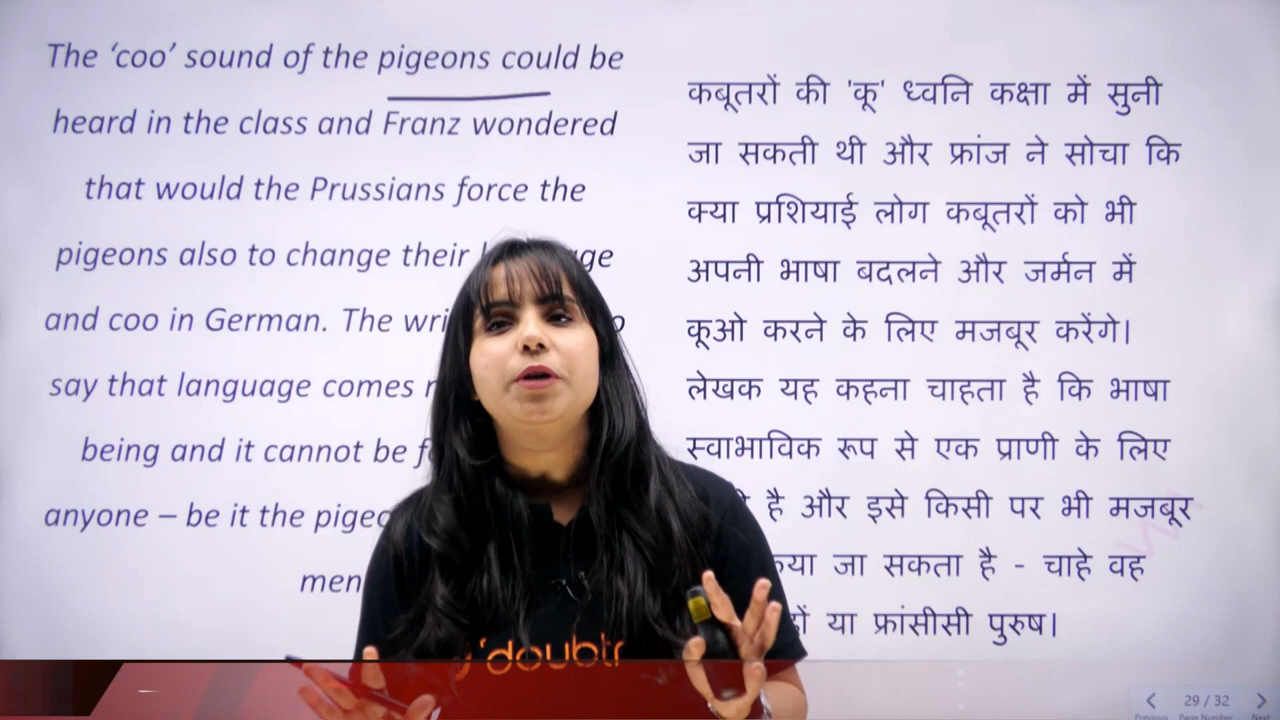 The ‘coo’ sound of the pigeons could be
heard in the class and Franz wondered
that would the Prussians force the
pigeons also to change their
and coo in German. The
say that language comes
being and it cannot be
anyone – be it the
men
कबूतरों की 'कू' ध्वनि कक्षा में सुनी
जा सकती थी और फ्रांज ने सोचा कि
क्या प्रशियाई लोग कबूतरों को भी
अपनी भाषा बदलने और जर्मन में
कूओ करने के लिए मजबूर करेंगे।
लेखक यह कहना चाहता है कि भाषा
स्वाभाविक रूप से एक प्राणी के लिए
है और इसे किसी पर भी मजबूर
जा सकता है - चाहे वह
या फ्रांसीसी पुरुष।
29 / 32
Previous Page Number Next